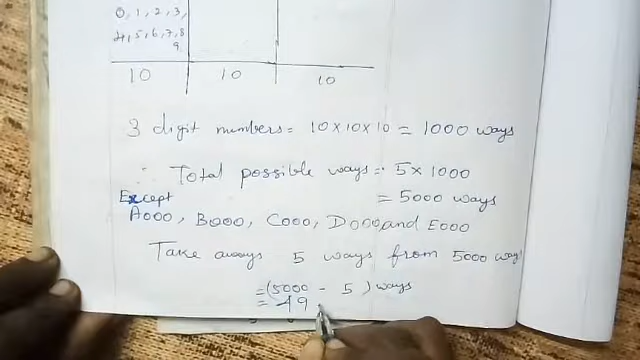 0, 1, 2, 3,
4, 5, 6, 7, 8
9
10 10 10
3 digit numbers = 10 x 10 x 10 = 1000 ways
∴ Total possible ways = 5 x 1000
= 5000 ways
Except
A000, B000, C000, D000 and E000
Take aways 5 ways from 5000 ways
= (5000 - 5) ways
= 49